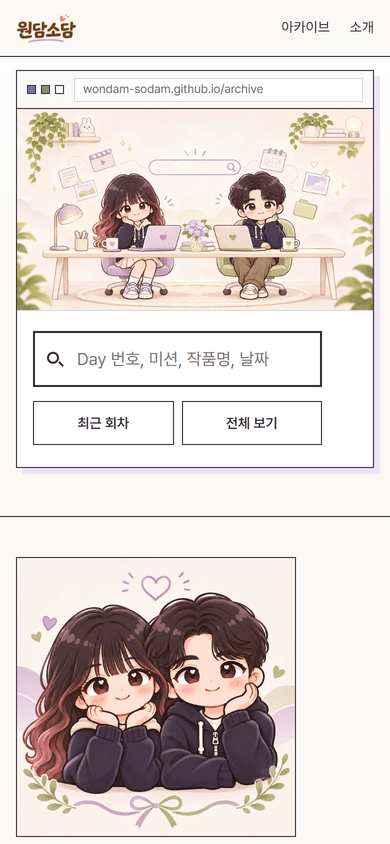 원담소담
아카이브 소개
wondam-sodam.github.io/archive
Day 번호, 미션, 작품명, 날짜
최근 회차 전체 보기